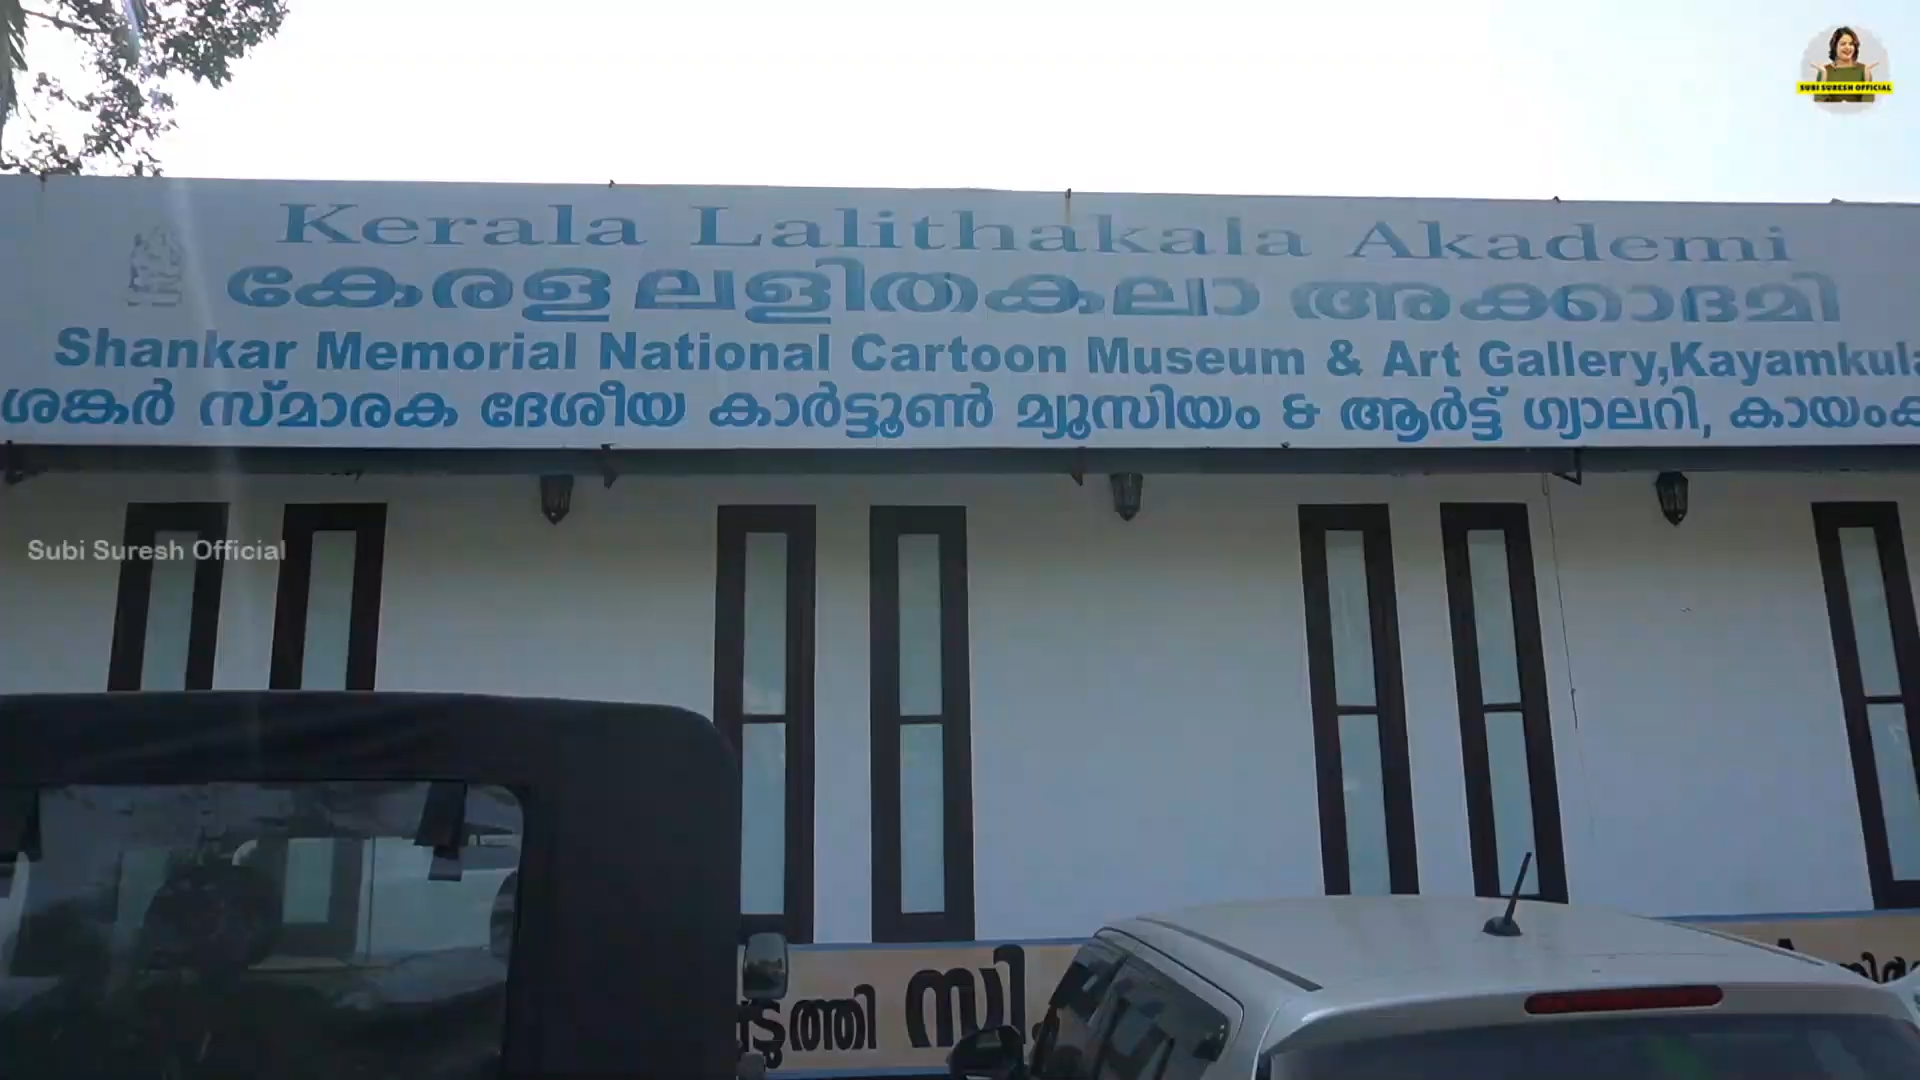 SUBI SURESH OFFICIAL
Kerala Lalithakala Akademi
കേരള ലളിതകലാ അക്കാദമി
Shankar Memorial National Cartoon Museum & Art Gallery,Kayamkula
ശങ്കർ സ്മാരക ദേശീയ കാർട്ടൂൺ മ്യൂസിയം & ആർട്ട് ഗ്യാലറി, കായംക
Subi Suresh Official
സി.